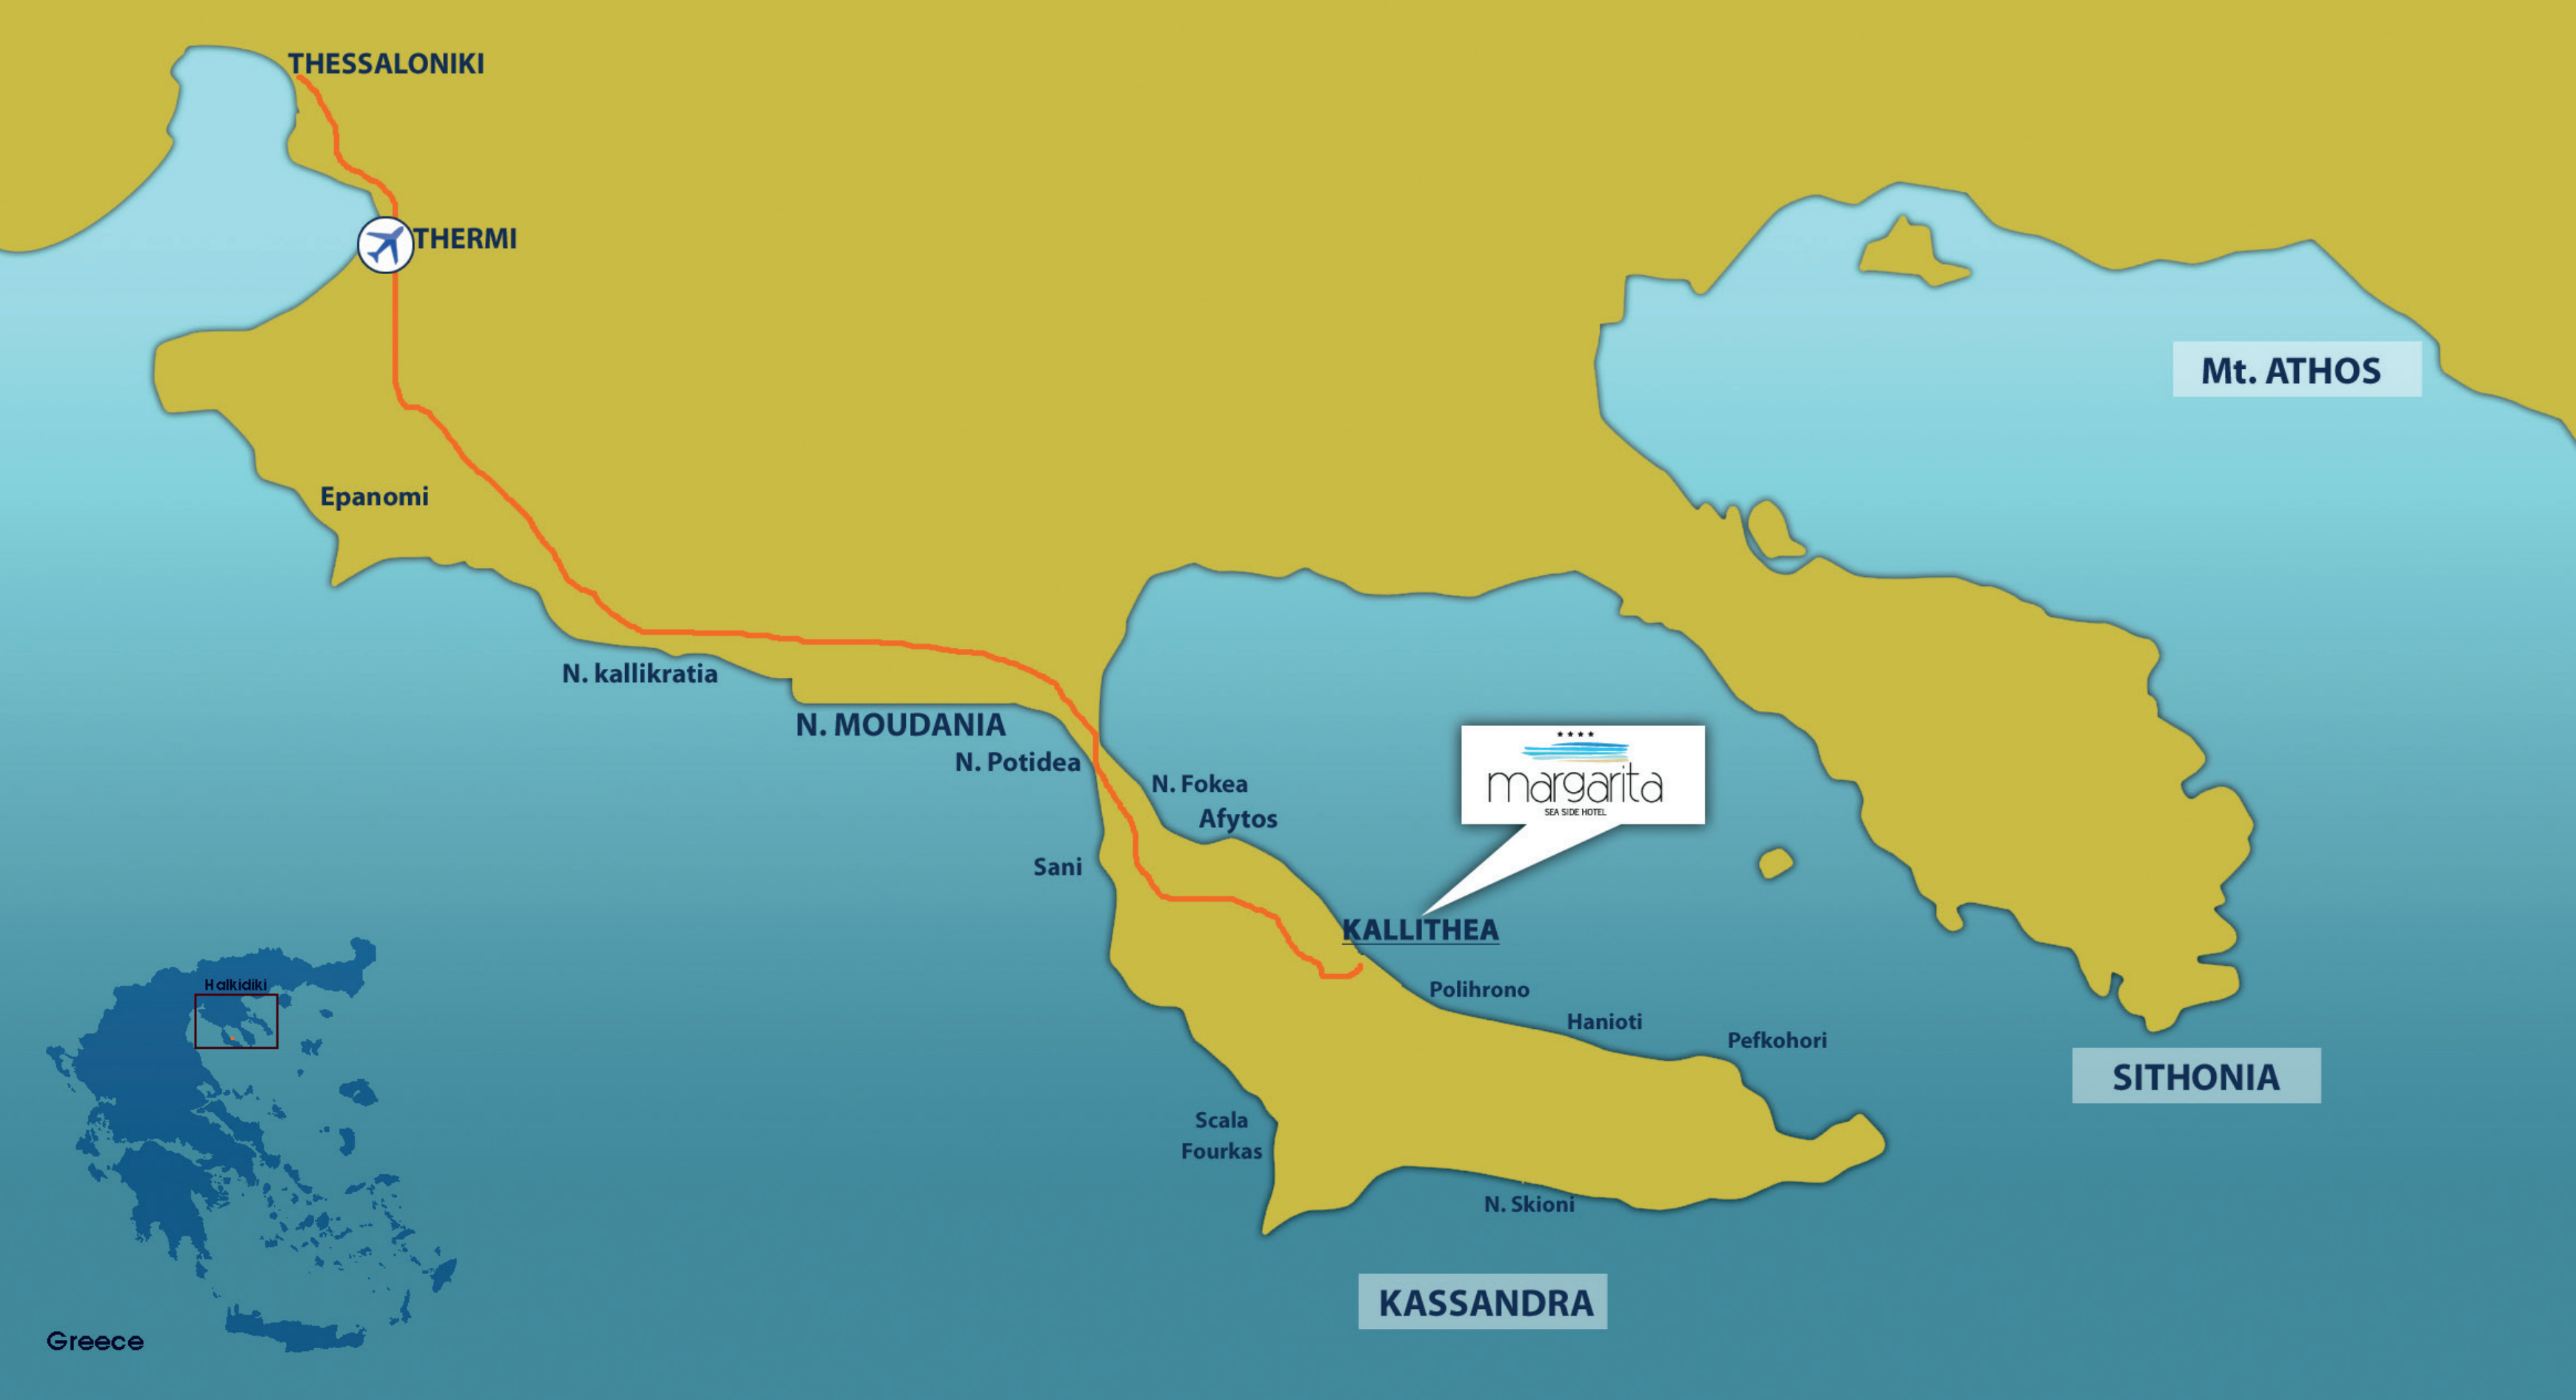 THESSALONIKI
THERMI
Mt. ATHOS
Epanomi
N. kallikratia
N. MOUDANIA
N. Potidea
N. Fokea
Afytos
Sani
★★★★
margarita
SEA SIDE HOTEL
KALLITHEA
Polihrono
Hanioti
Pefkohori
SITHONIA
Scala
Fourkas
N. Skioni
KASSANDRA
Halkidiki
Greece